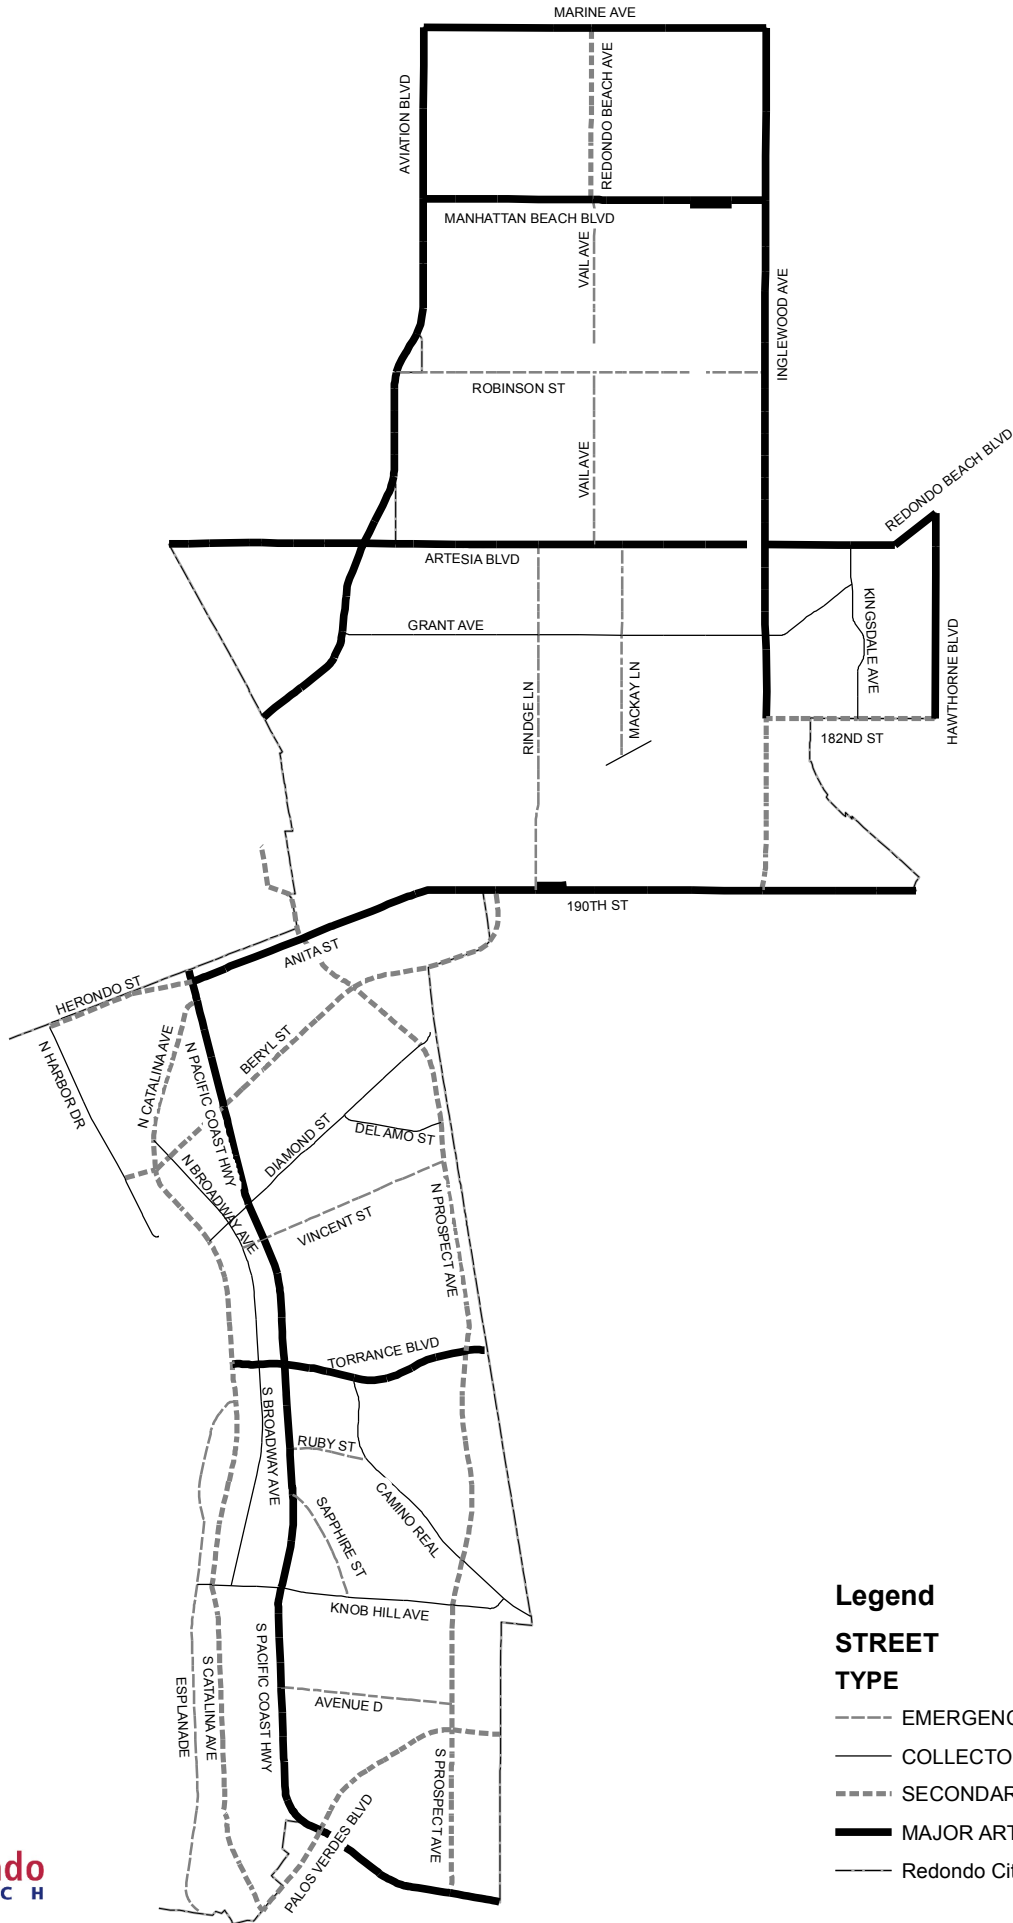 MARINE AVE
AVIATION BLVD
REDONDO BEACH AVE
MANHATTAN BEACH BLVD
VAIL AVE
INGLEWOOD AVE
ROBINSON ST
VAIL AVE
REDONDO BEACH BLVD
ARTESIA BLVD
GRANT AVE
KINGSDALE AVE
HAWTHORNE BLVD
RINDGE LN
MACKAY LN
182ND ST
190TH ST
ANITA ST
HERONDO ST
N HARBOR DR
N CATALINA AVE
N PACIFIC COAST HWY
BERYL ST
DIAMOND ST
DEL AMO ST
N BROADWAY AVE
VINCENT ST
N PROSPECT AVE
TORRANCE BLVD
S BROADWAY AVE
RUBY ST
SAPPHIRE ST
CAMINO REAL
KNOB HILL AVE
S PACIFIC COAST HWY
S CATALINA AVE
ESPLANADE
AVENUE D
S PROSPECT AVE
PALOS VERDES BLVD
Legend
STREET
TYPE
EMERGENC
COLLECTO
SECONDAR
MAJOR ART
Redondo Cit
do
C H